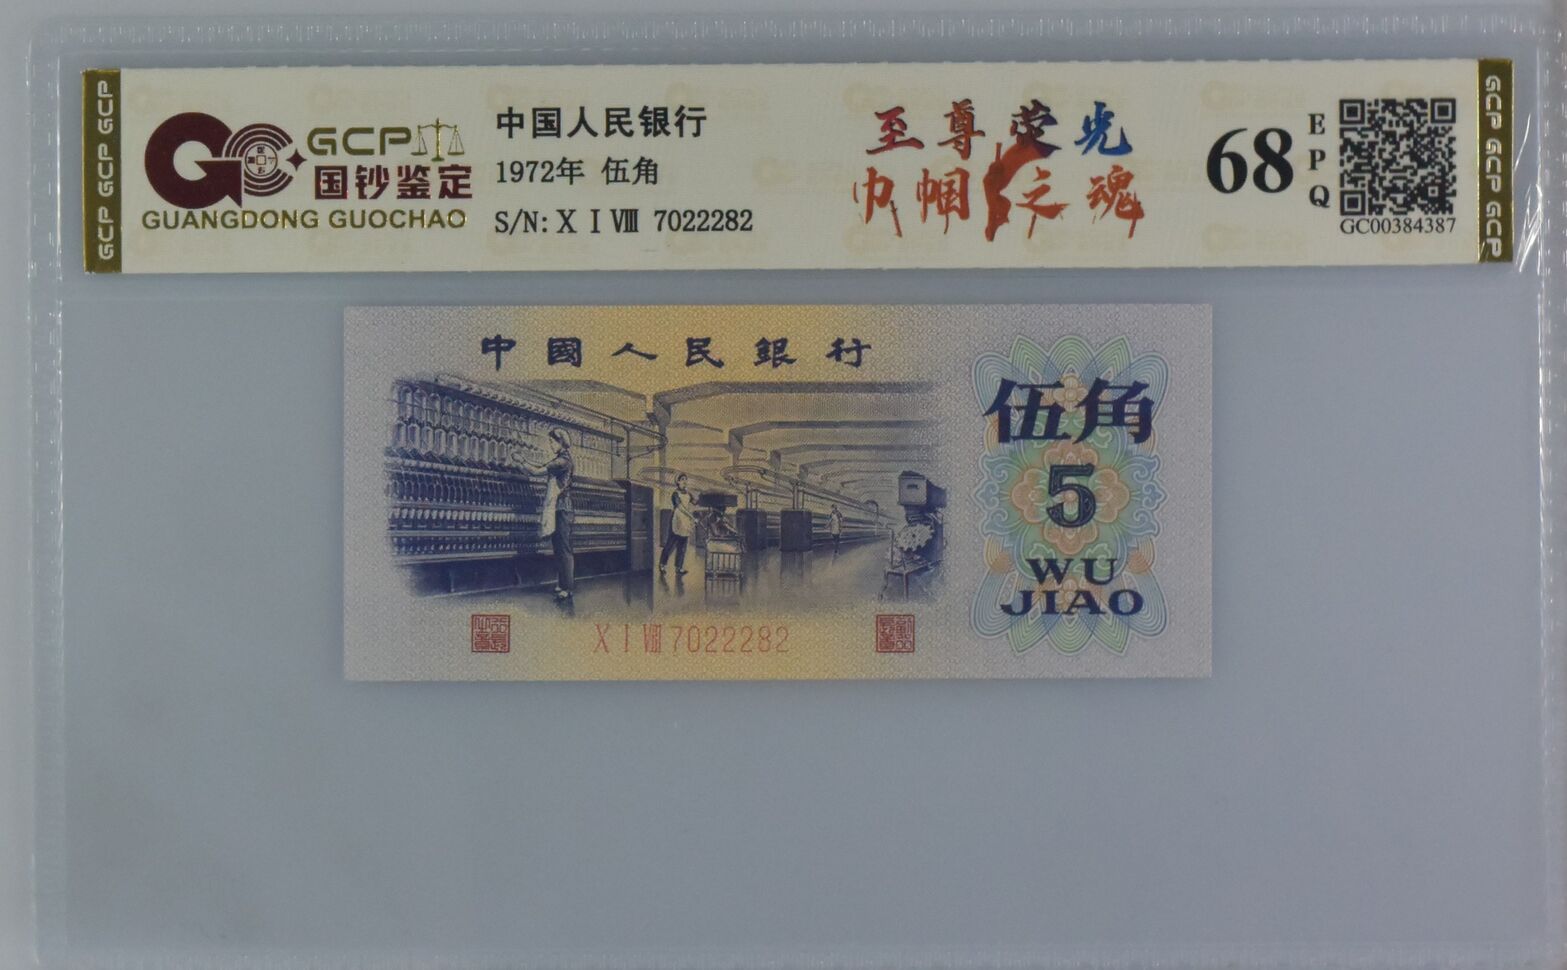 GCP GCP GCP
GCP
国钞鉴定
GUANGDONG GUOCHAO
中国人民银行
1972年 伍角
S/N: X I Ⅷ 7022282
至尊荧光
巾帼之魂
68
EPQ
GC00384387
GCP GCP GCP
中國人民銀行
伍角
5
WU
JIAO
X I Ⅷ 7022282